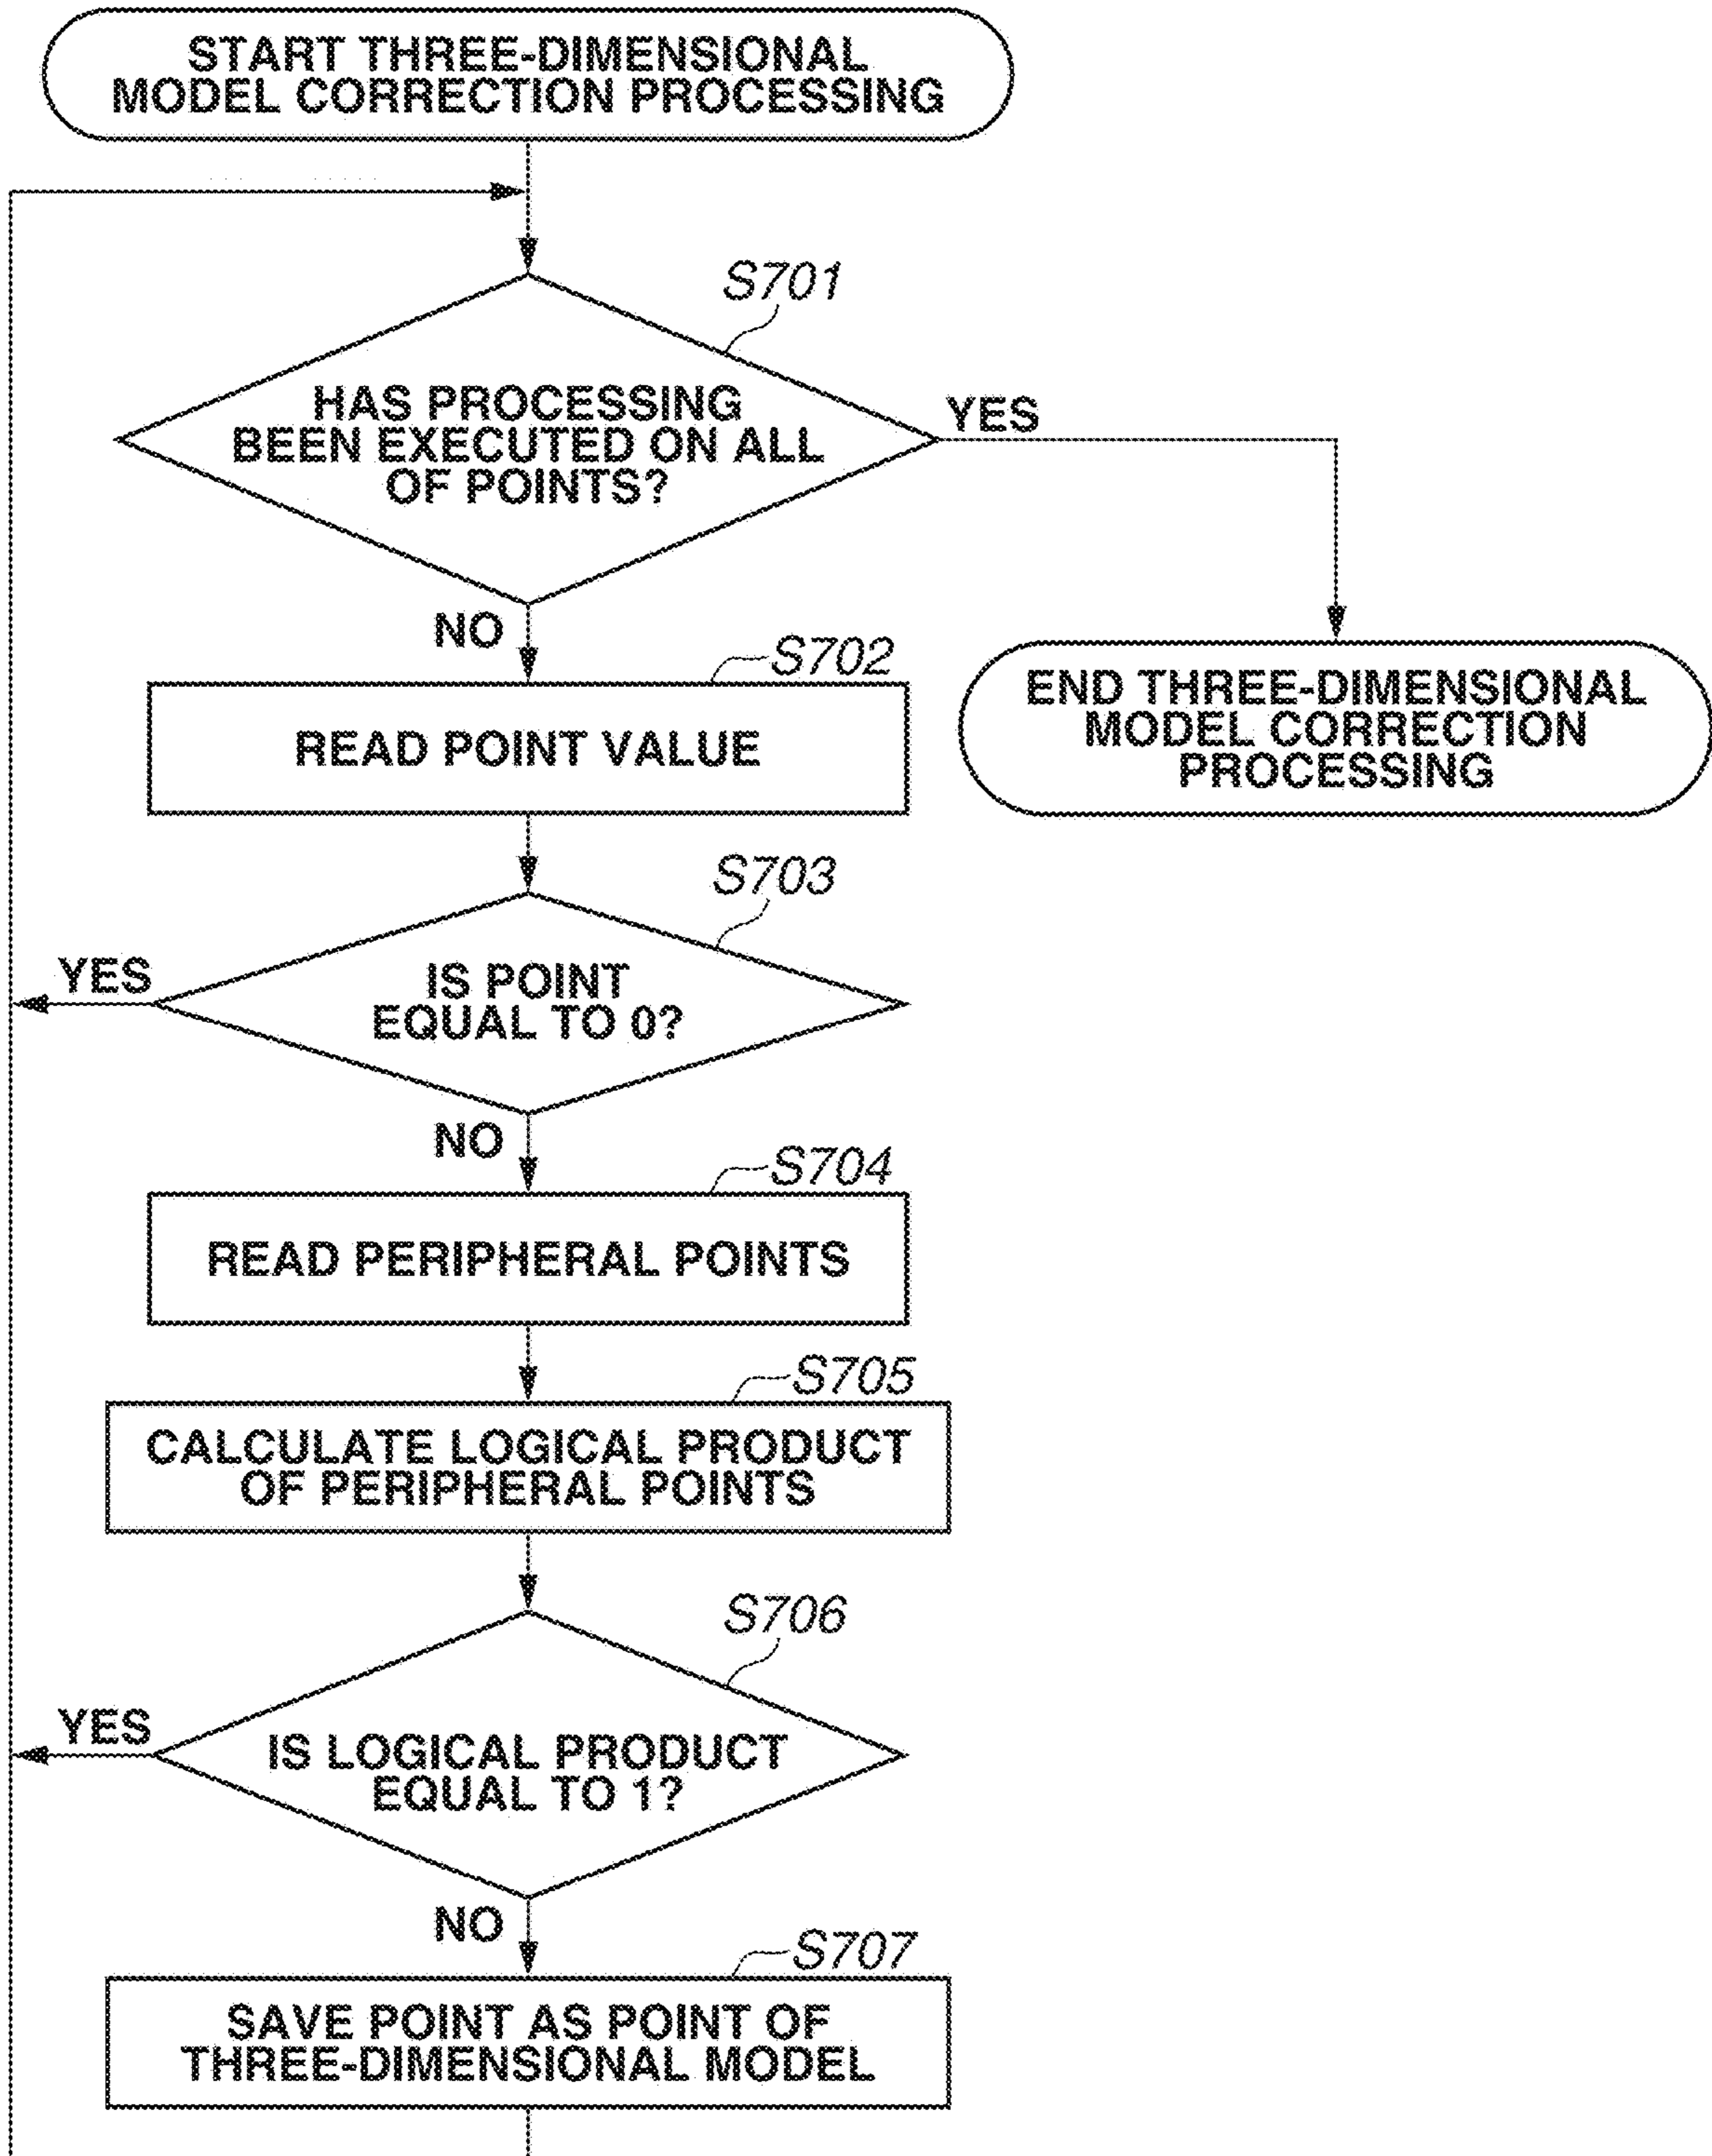 START THREE-DIMENSIONAL
MODEL CORRECTION PROCESSING
S701
HAS PROCESSING
BEEN EXECUTED ON ALL
OF POINTS?
YES
NO
S702
READ POINT VALUE
END THREE-DIMENSIONAL
MODEL CORRECTION
PROCESSING
S703
YES
IS POINT
EQUAL TO 0?
NO
S704
READ PERIPHERAL POINTS
S705
CALCULATE LOGICAL PRODUCT
OF PERIPHERAL POINTS
S706
YES
IS LOGICAL PRODUCT
EQUAL TO 1?
NO
S707
SAVE POINT AS POINT OF
THREE-DIMENSIONAL MODEL